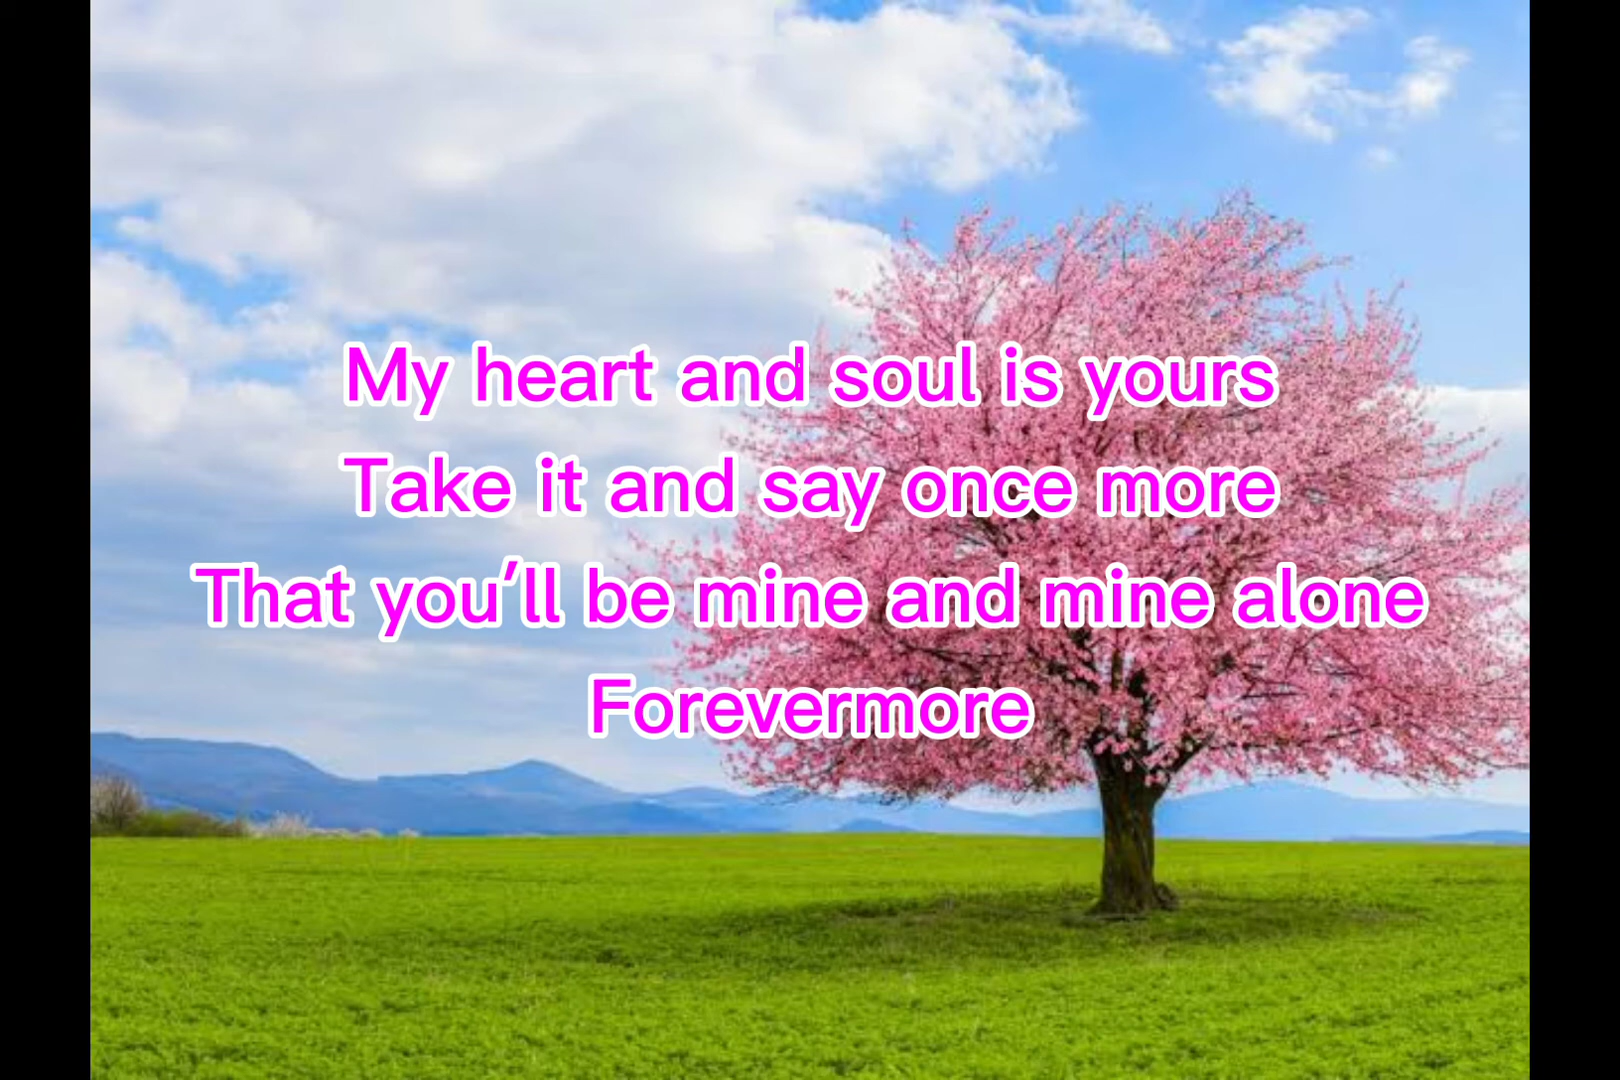 My heart and soul is yours
Take it and say once more
That you'll be mine and mine alone
Forevermore